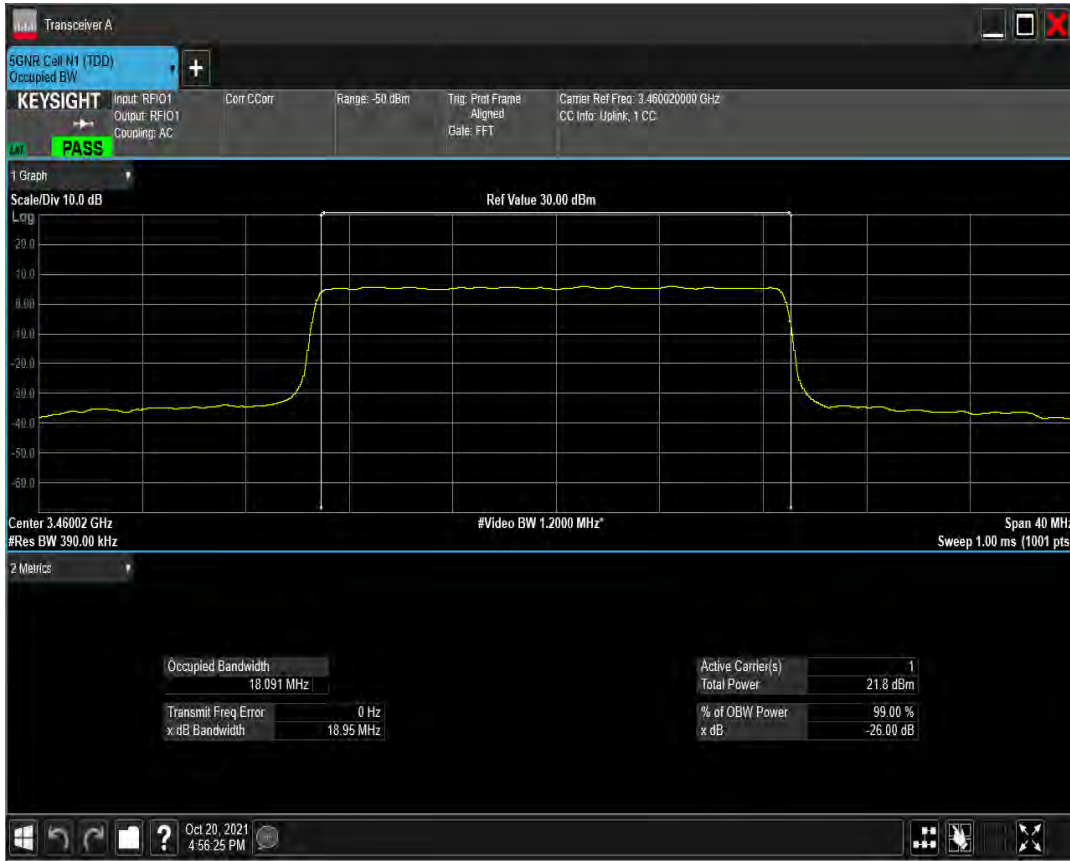 Transceiver A
5GNR Cell N1 (TDD)
Occupied BW
+
KEYSIGHT
Input: RFIO1
Output: RFIO1
Coupling: AC
Corr CCorr
Range: -50 dBm
Trig: Prot Frame
Aligned
Gate: FFT
Carrier Ref Freq: 3.460020000 GHz
CC Info: Uplink, 1 CC
PASS
1 Graph
Scale/Div 10.0 dB
Ref Value 30.00 dBm
Log
20.0
10.0
0.00
-10.0
-20.0
-30.0
-40.0
-50.0
-60.0
Center 3.46002 GHz
#Video BW 1.2000 MHz*
Span 40 MHz
#Res BW 390.00 kHz
Sweep 1.00 ms (1001 pts
2 Metrics
Occupied Bandwidth
18.091 MHz
Transmit Freq Error 0 Hz
x dB Bandwidth 18.95 MHz
Active Carrier(s) 1
Total Power 21.8 dBm
% of OBW Power 99.00 %
x dB -26.00 dB
?
Oct 20, 2021
4:56:25 PM